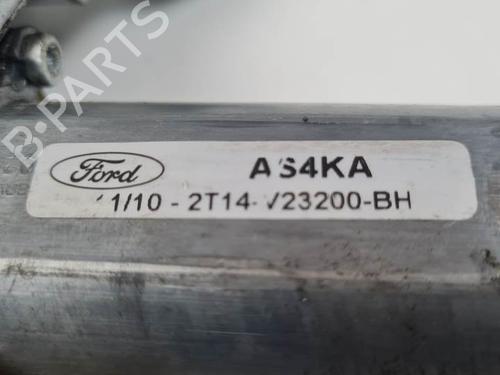 Ford AS4KA
1/10 - 2T14-V23200-BH
B-PARTS